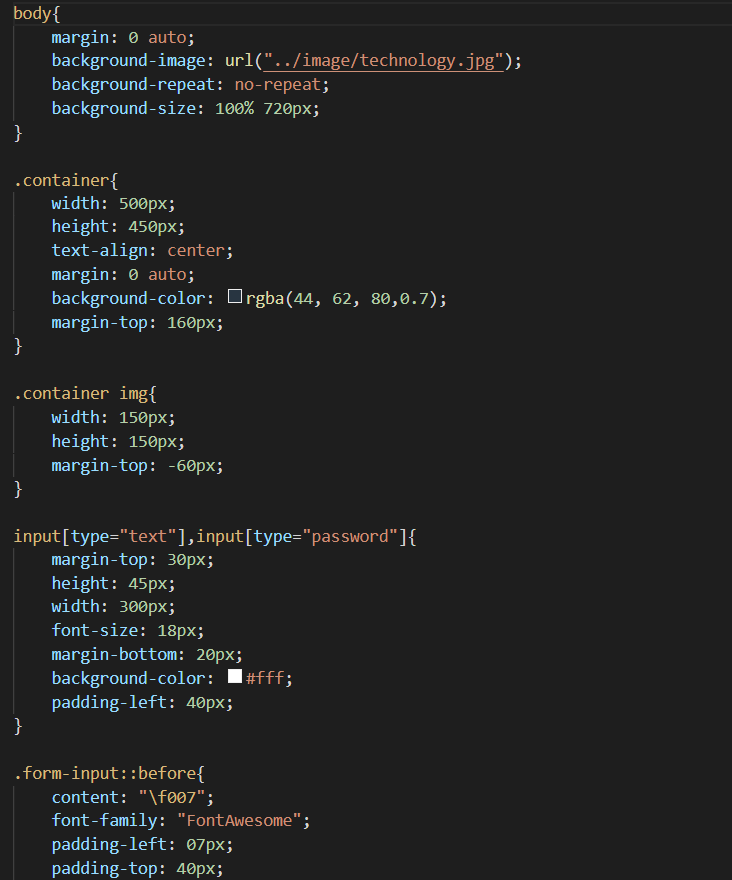 body{
    margin: 0 auto;
    background-image: url("../image/technology.jpg");
    background-repeat: no-repeat;
    background-size: 100% 720px;
}

.container{
    width: 500px;
    height: 450px;
    text-align: center;
    margin: 0 auto;
    background-color: rgba(44, 62, 80,0.7);
    margin-top: 160px;
}

.container img{
    width: 150px;
    height: 150px;
    margin-top: -60px;
}

input[type="text"],input[type="password"]{
    margin-top: 30px;
    height: 45px;
    width: 300px;
    font-size: 18px;
    margin-bottom: 20px;
    background-color: #fff;
    padding-left: 40px;
}

.form-input::before{
    content: "\f007";
    font-family: "FontAwesome";
    padding-left: 07px;
    padding-top: 40px;